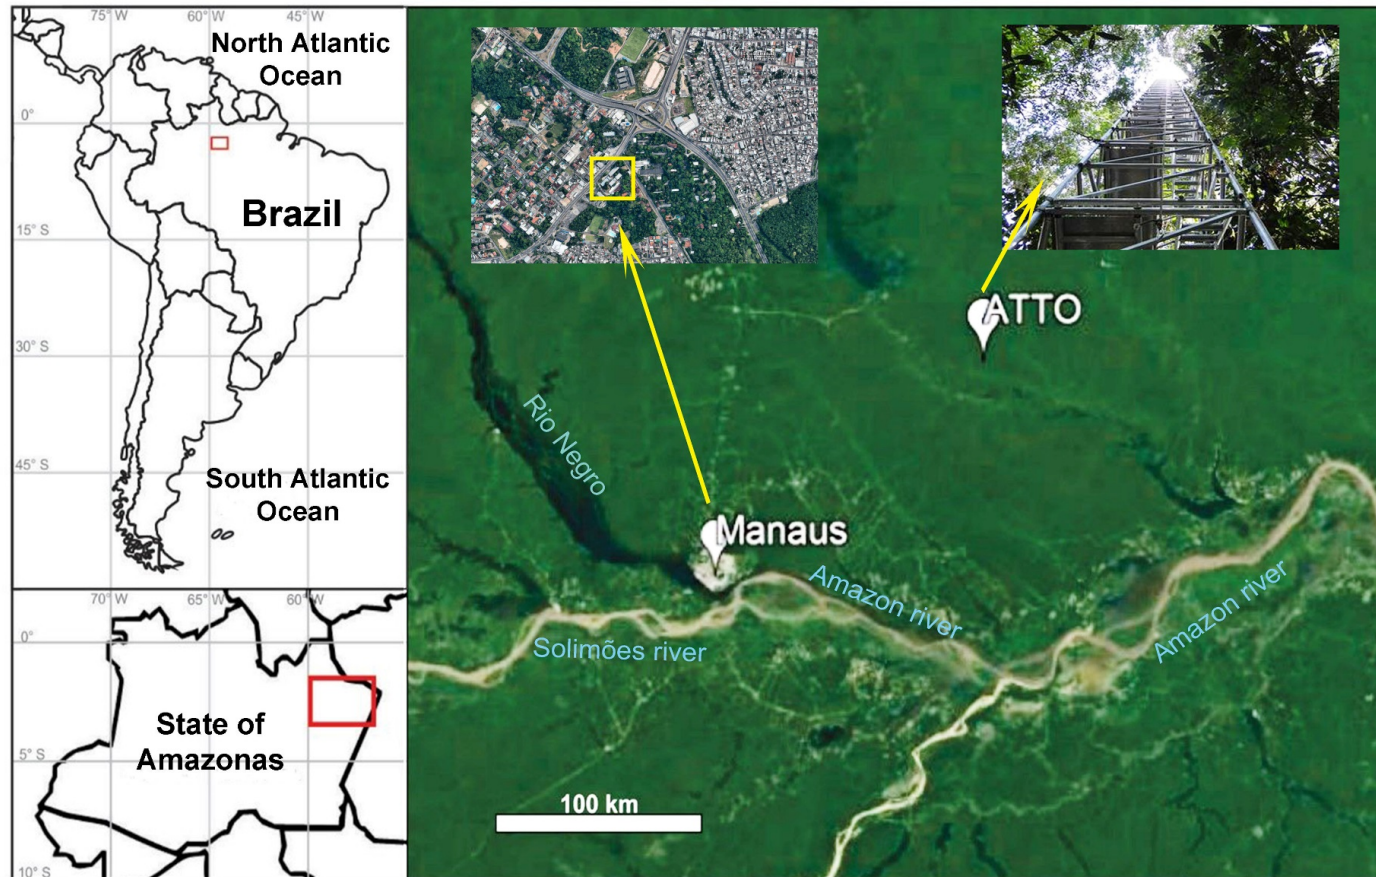 75° W
60° W
45° W
North Atlantic
Ocean
0°
Brazil
15° S
30° S
45° S
South Atlantic
Ocean
70° W
65° W
60° W
0°
State of
Amazonas
5° S
10° S
ATTO
Rio Negro
Manaus
Amazon river
Amazon river
Solimões river
100 km